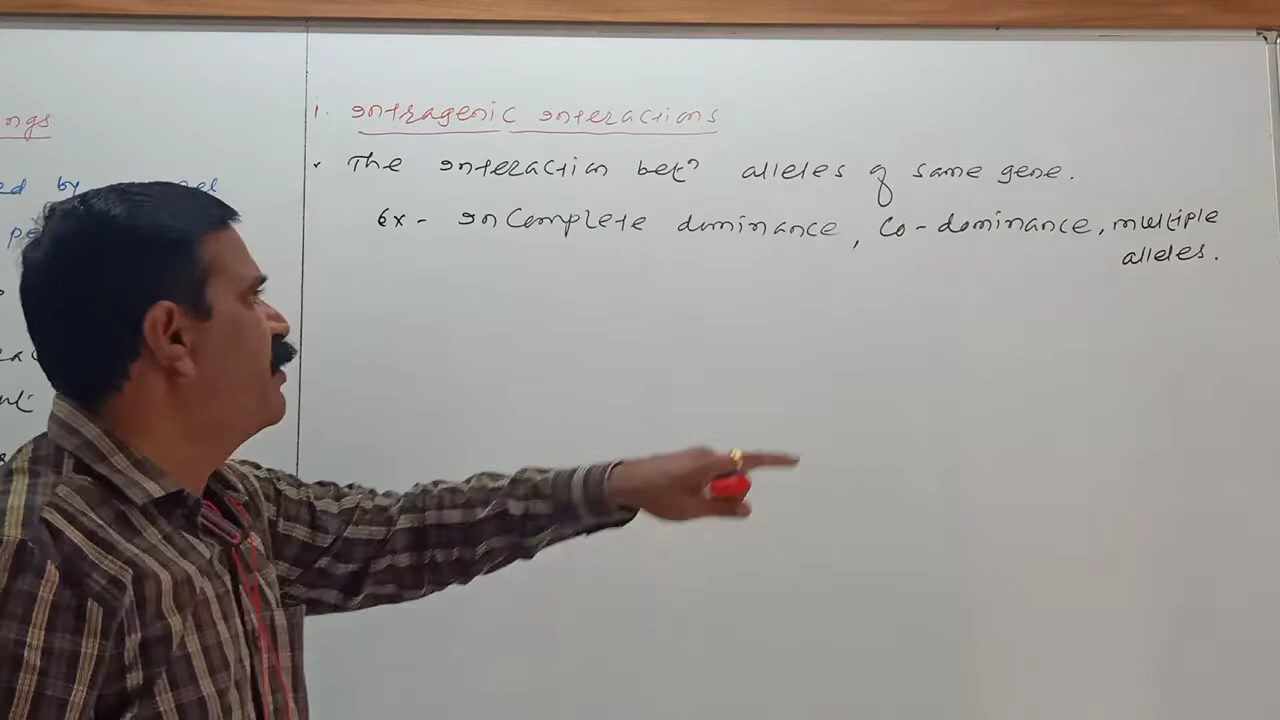 ngs
ed by
1. Intragenic interactions
The interaction betn alleles of same gene.
Ex - Incomplete dominance, Co-dominance, multiple
alleles.